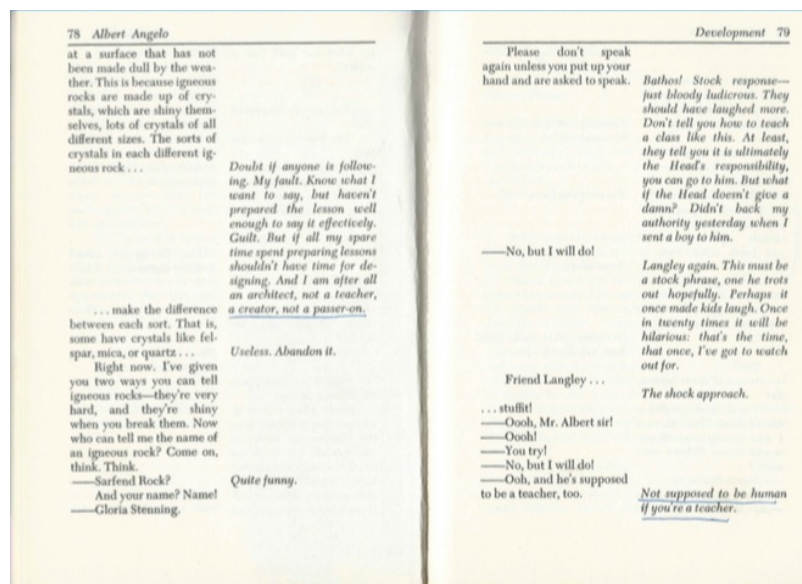 78 Albert Angelo
at a surface that has not
been made dull by the wea-
ther. This is because igneous
rocks are made up of cry-
stals, which are shiny them-
selves, lots of crystals of all
different sizes. The sorts of
crystals in each different ig-
neous rock . . .
Doubt if anyone is follow-
ing. My fault. Know what I
want to say, but haven't
prepared the lesson well
enough to say it effectively.
Guilt. But if all my spare
time spent preparing lessons
shouldn't have time for de-
signing. And I am after all
an architect, not a teacher,
a creator, not a passer-on.
. . . make the difference
between each sort. That is,
some have crystals like fel-
spar, mica, or quartz . . .
Useless. Abandon it.
Right now. I've given
you two ways you can tell
igneous rocks—they're very
hard, and they're shiny
when you break them. Now
who can tell me the name of
an igneous rock? Come on,
think. Think.
——Sarfend Rock?
Quite funny.
And your name? Name!
——Gloria Stenning.
Development 79
Please don't speak
again unless you put up your
hand and are asked to speak.
Bathos! Stock response—
just bloody ludicrous. They
should have laughed more.
Don't tell you how to teach
a class like this. At least,
they tell you it is ultimately
the Head's responsibility,
you can go to him. But what
if the Head doesn't give a
damn? Didn't back my
authority yesterday when I
sent a boy to him.
——No, but I will do!
Langley again. This must be
a stock phrase, one he trots
out hopefully. Perhaps it
once made kids laugh. Once
in twenty times it will be
hilarious: that's the time,
that once, I've got to watch
out for.
Friend Langley . . .
The shock approach.
. . . stuffit!
——Oooh, Mr. Albert sir!
——Oooh!
——You try!
——No, but I will do!
——Ooh, and he's supposed
to be a teacher, too.
Not supposed to be human
if you're a teacher.